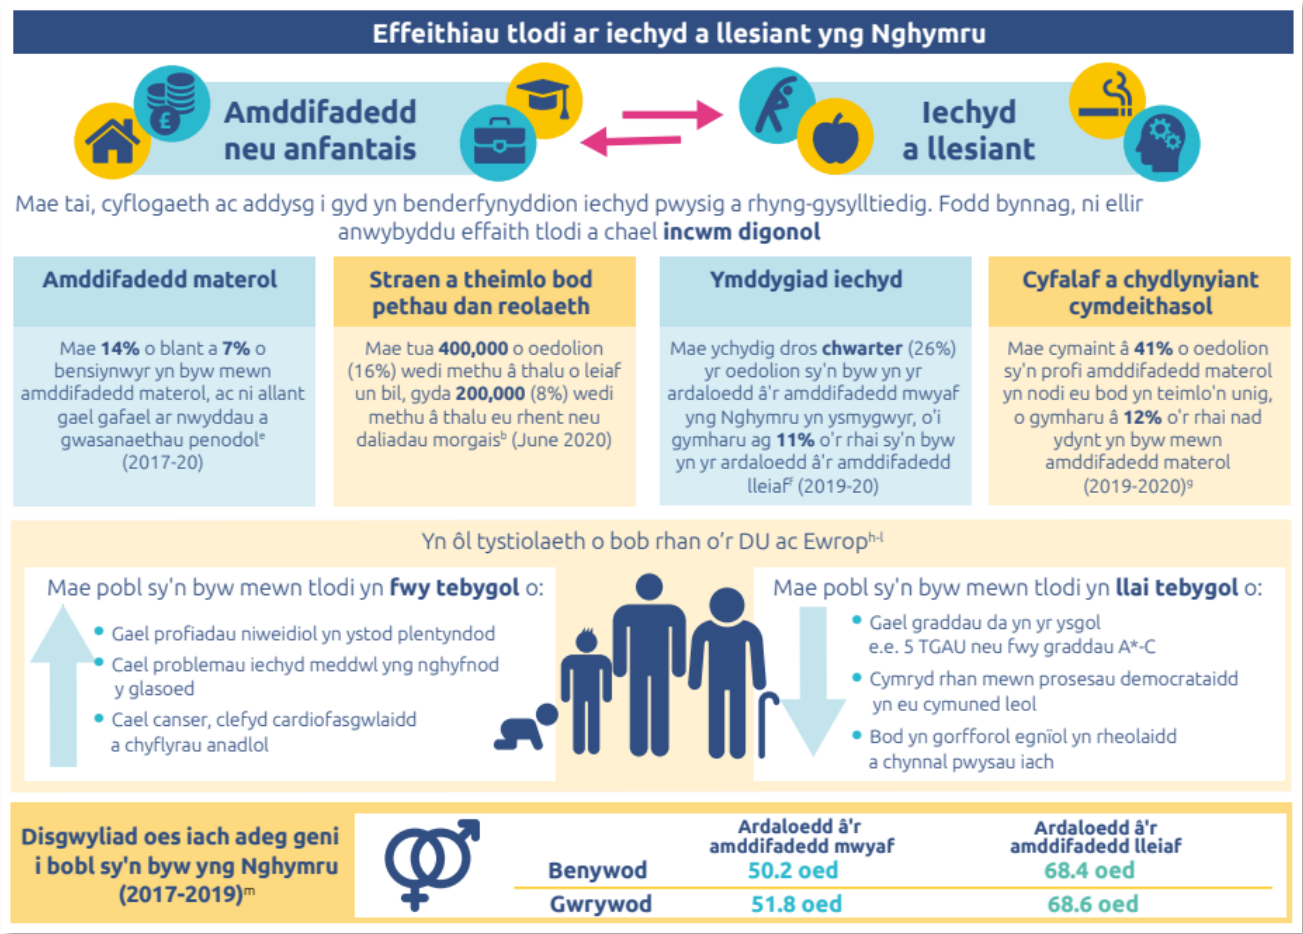 Effeithiau tlodi ar iechyd a llesiant yng Nghymru
Amddifadedd
neu anfantais
£
Iechyd
a llesiant
Mae tai, cyflogaeth ac addysg i gyd yn benderfynyddion iechyd pwysig a rhyng-gysylltiedig. Fodd bynnag, ni ellir
anwybyddu effaith tlodi a chael incwm digonol
Amddifadedd materol
Mae 14% o blant a 7% o
bensiynwyr yn byw mewn
amddifadedd materol, ac ni allant
gael gafael ar nwyddau a
gwasanaethau penodolᵉ
(2017-20)
Straen a theimlo bod
pethau dan reolaeth
Mae tua 400,000 o oedolion
(16%) wedi methu â thalu o leiaf
un bil, gyda 200,000 (8%) wedi
methu â thalu eu rhent neu
daliadau morgaisᵇ (June 2020)
Ymddygiad iechyd
Mae ychydig dros chwarter (26%)
yr oedolion sy'n byw yn yr
ardaloedd â'r amddifadedd mwyaf
yng Nghymru yn ysmygwyr, o'i
gymharu ag 11% o'r rhai sy'n byw
yn yr ardaloedd â'r amddifadedd
lleiafᶠ (2019-20)
Cyfalaf a chydlynyiant
cymdeithasol
Mae cymaint â 41% o oedolion
sy'n profi amddifadedd materol
yn nodi eu bod yn teimlo'n unig,
o gymharu â 12% o'r rhai nad
ydynt yn byw mewn
amddifadedd materol
(2019-2020)ᵍ
Yn ôl tystiolaeth o bob rhan o'r DU ac Ewropʰ⁻ˡ
Mae pobl sy'n byw mewn tlodi yn fwy tebygol o:
• Gael profiadau niweidiol yn ystod plentyndod
• Cael problemau iechyd meddwl yng nghyfnod
y glasoed
• Cael canser, clefyd cardiofasgwlaidd
a chyflyrau anadlol
Mae pobl sy'n byw mewn tlodi yn llai tebygol o:
• Gael graddau da yn yr ysgol
e.e. 5 TGAU neu fwy graddau A*-C
• Cymryd rhan mewn prosesau democrataidd
yn eu cymuned leol
• Bod yn gorfforol egnïol yn rheolaidd
a chynnal pwysau iach
Disgwyliad oes iach adeg geni
i bobl sy'n byw yng Nghymru
(2017-2019)ᵐ
Ardaloedd â'r
amddifadedd mwyaf
Ardaloedd â'r
amddifadedd lleiaf
Benywod 50.2 oed 68.4 oed
Gwrywod 51.8 oed 68.6 oed